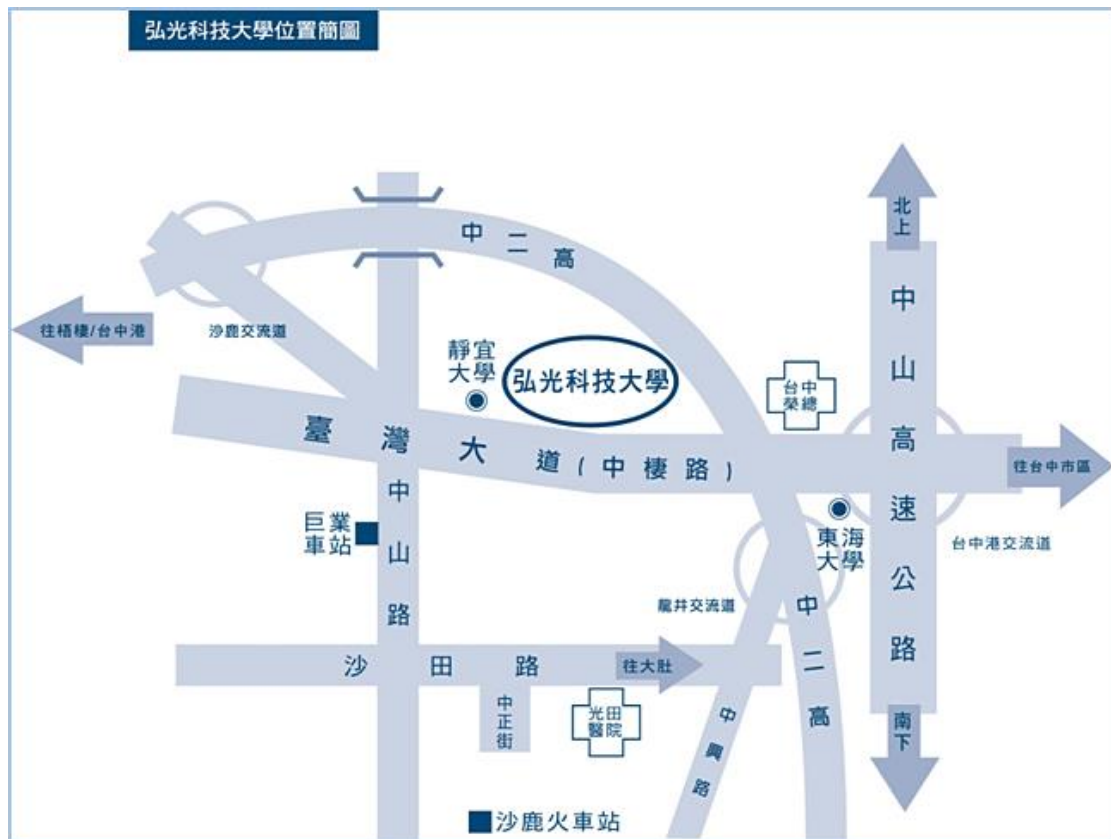 弘光科技大學位置簡圖
北上
中二高
中山高速公路
往梧棲/台中港
沙鹿交流道
靜宜
大學
弘光科技大學
台中
榮總
臺灣大道(中棲路)
往台中市區
中山路
巨業
車站
東海
大學
台中港交流道
龍井交流道
中二高
沙田路
往大肚
中正街
光田
醫院
中興路
南下
沙鹿火車站